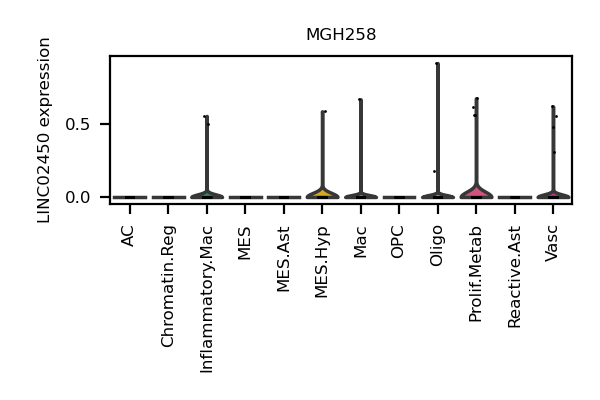 MGH258
LINC02450 expression
0.5
0.0
AC
Chromatin.Reg
Inflammatory.Mac
MES
MES.Ast
MES.Hyp
Mac
OPC
Oligo
Prolif.Metab
Reactive.Ast
Vasc